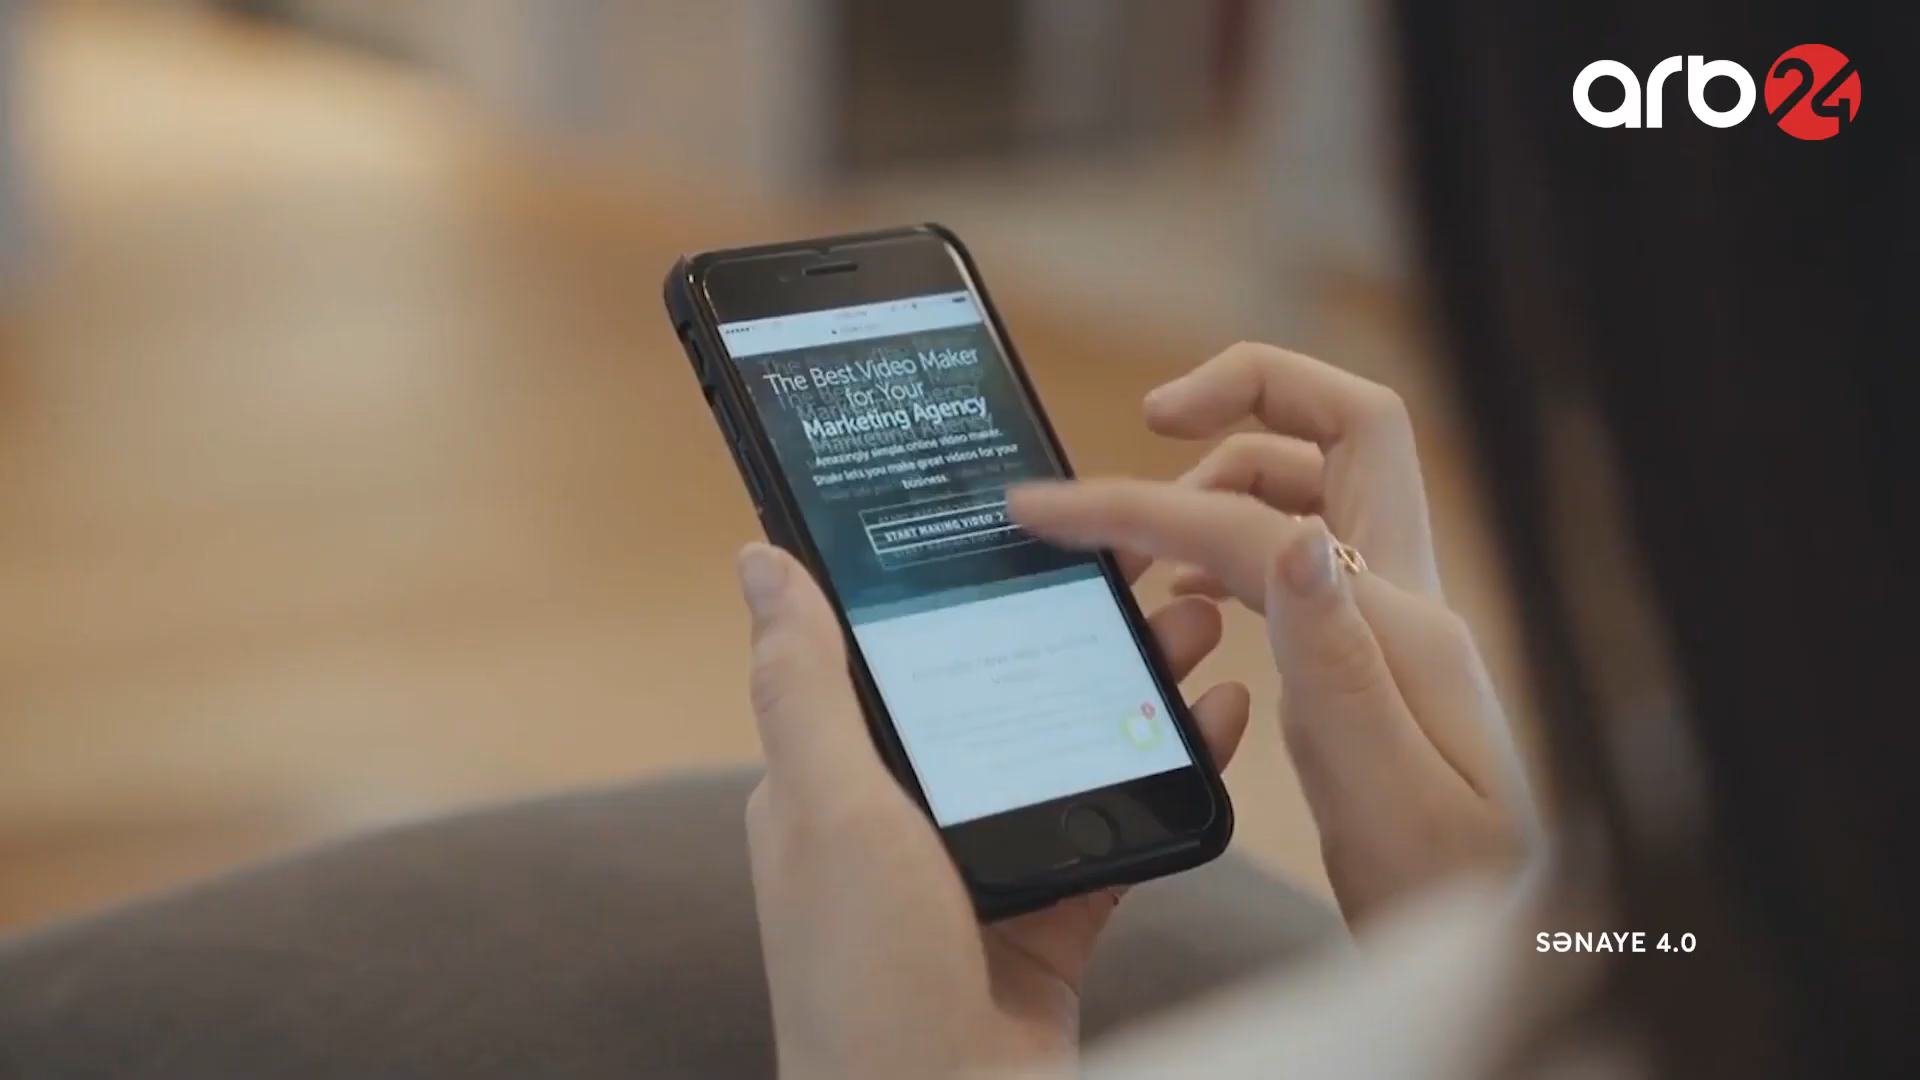 arb24
The Best Video Maker
for Your
Marketing Agency
Amazingly simple online video maker.
Shakr lets you make great videos for your
business.
START MAKING VIDEO
SƏNAYE 4.0